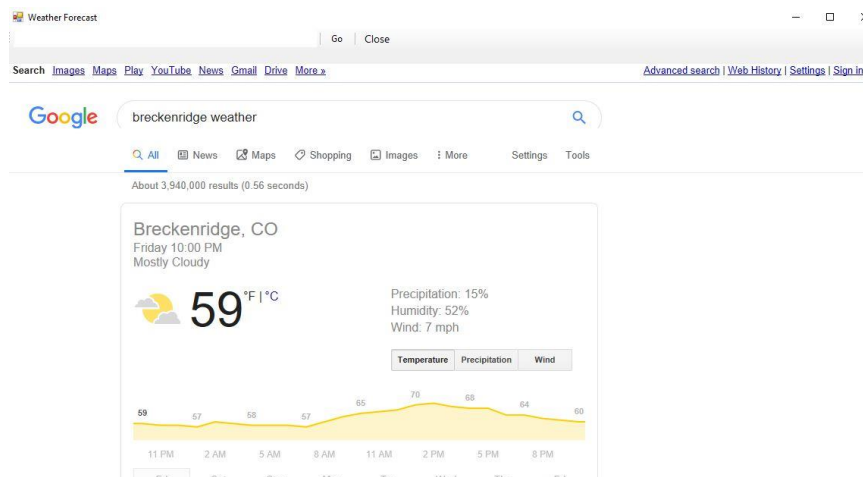 Weather Forecast
Go Close
Search Images Maps Play YouTube News Gmail Drive More »
Advanced search | Web History | Settings | Sign in
Google
breckenridge weather
All News Maps Shopping Images More Settings Tools
About 3,940,000 results (0.56 seconds)
Breckenridge, CO
Friday 10:00 PM
Mostly Cloudy
59 °F | °C
Precipitation: 15%
Humidity: 52%
Wind: 7 mph
Temperature Precipitation Wind
59 57 58 57 65 70 68 64 60
11 PM 2 AM 5 AM 8 AM 11 AM 2 PM 5 PM 8 PM